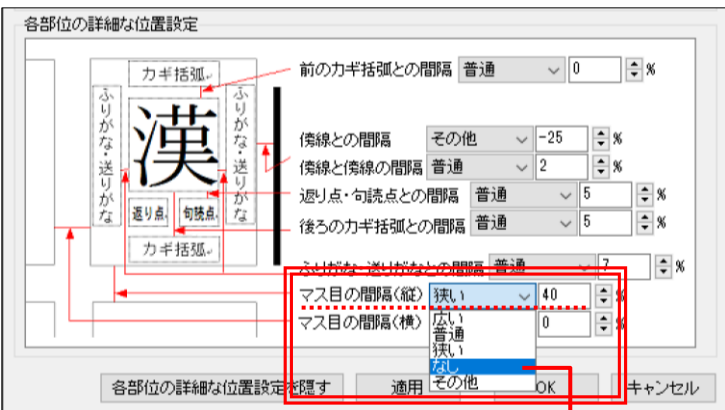 各部位の詳細な位置設定
カギ括弧
ふりがな・送りがな
漢
ふりがな・送りがな
返り点
句読点
カギ括弧
前のカギ括弧との間隔 普通 0 %
傍線との間隔 その他 -25 %
傍線と傍線の間隔 普通 2 %
返り点・句読点との間隔 普通 5 %
後ろのカギ括弧との間隔 普通 5 %
ふりがな・送りがなとの間隔 普通 7 %
マス目の間隔(縦) 狭い 40 %
マス目の間隔(横) 0 %
広い
普通
狭い
なし
その他
各部位の詳細な位置設定を隠す 適用 OK キャンセル